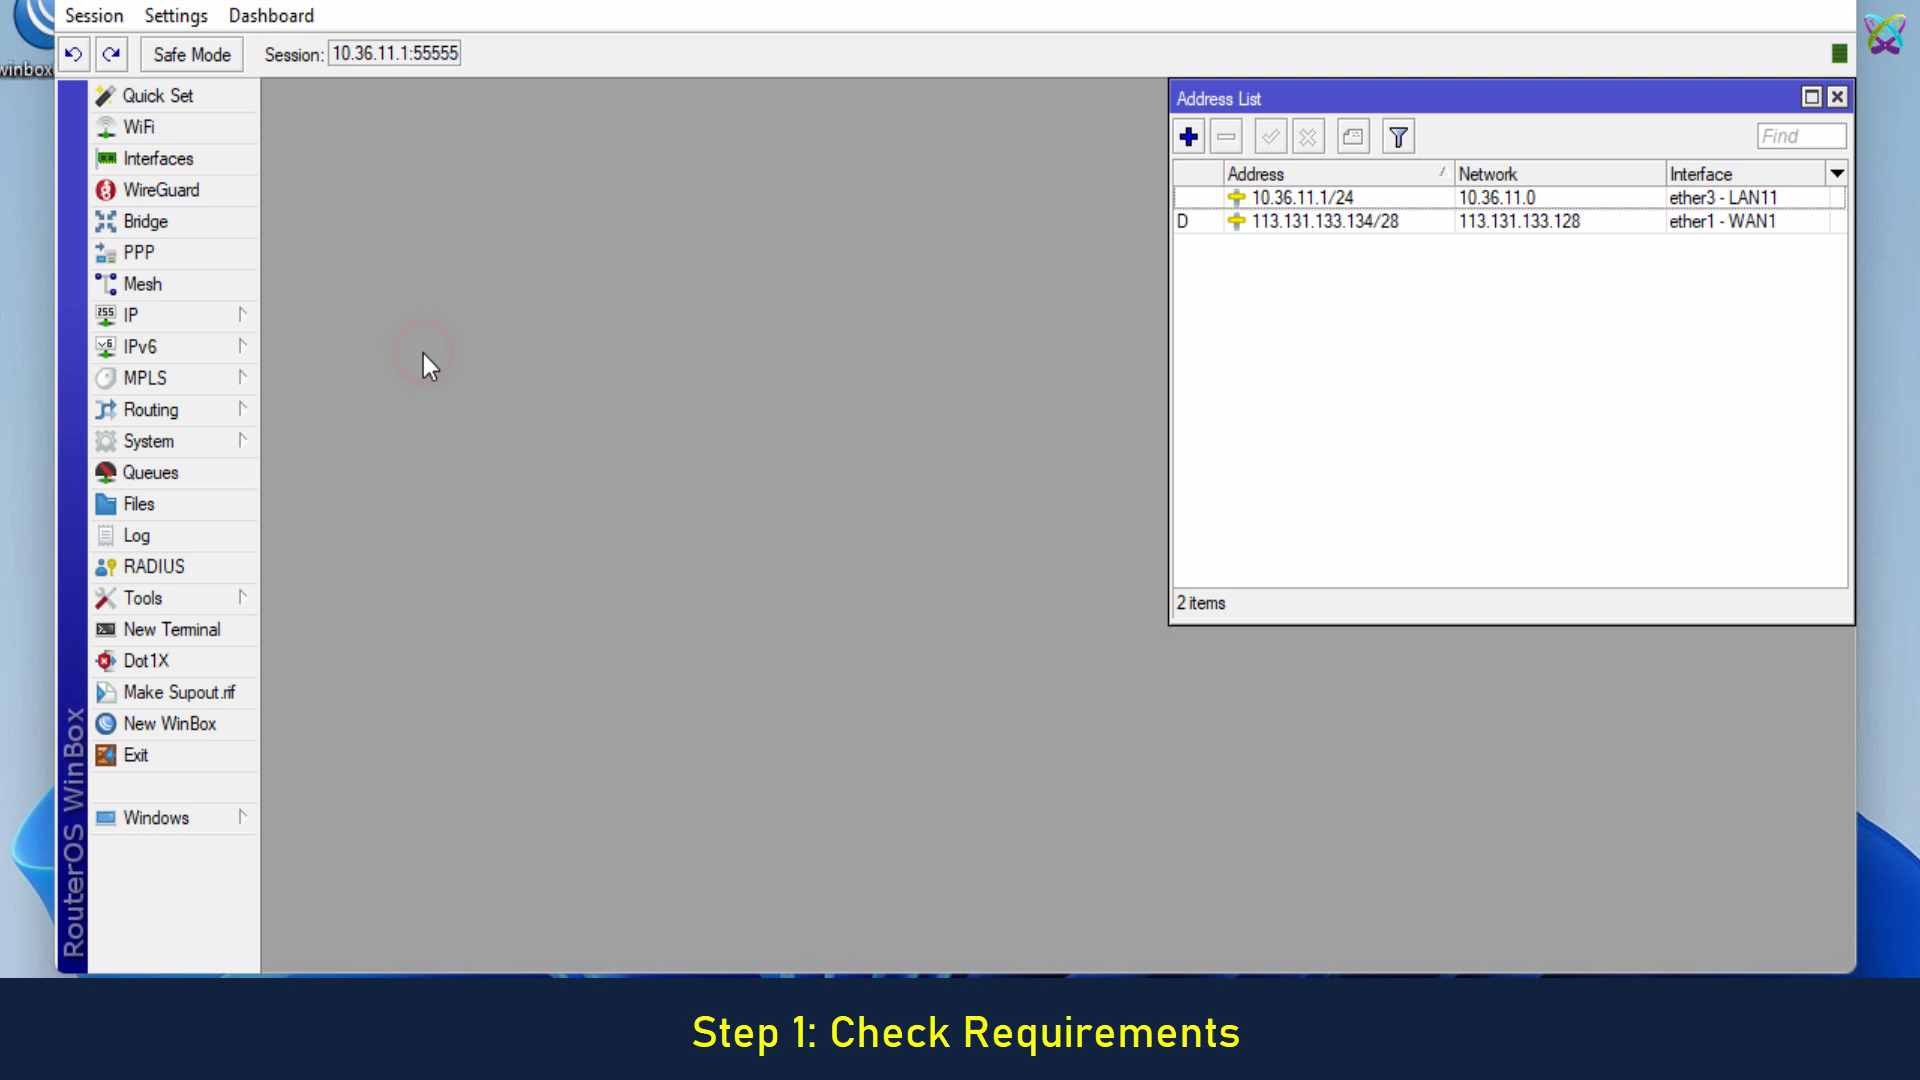 Session Settings Dashboard
winbox
Safe Mode Session: 10.36.11.1:55555
Quick Set
WiFi
Interfaces
WireGuard
Bridge
PPP
Mesh
255 IP
v6 IPv6
MPLS
Routing
System
Queues
Files
Log
RADIUS
Tools
New Terminal
Dot1X
Make Supout.rif
New WinBox
Exit
Windows
RouterOS WinBox
Address List
Find
Address Network Interface
10.36.11.1/24 10.36.11.0 ether3 - LAN11
D 113.131.133.134/28 113.131.133.128 ether1 - WAN1
2 items
Step 1: Check Requirements